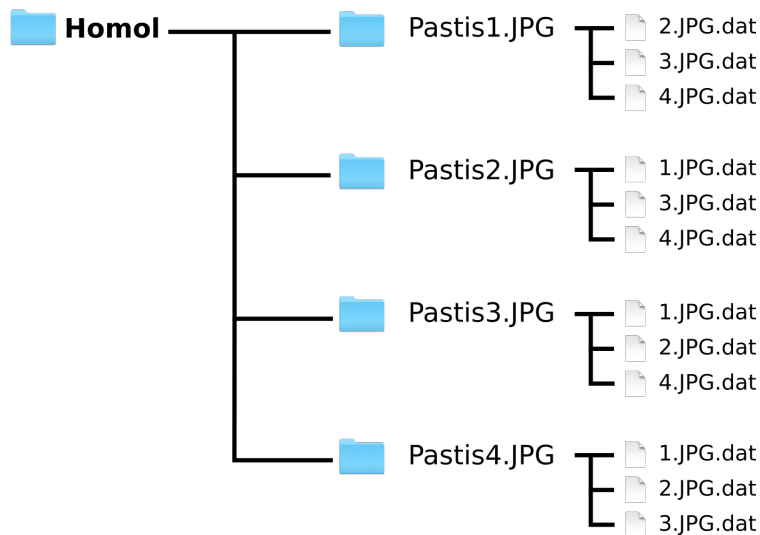 Homol
Pastis1.JPG
2.JPG.dat
3.JPG.dat
4.JPG.dat
Pastis2.JPG
1.JPG.dat
3.JPG.dat
4.JPG.dat
Pastis3.JPG
1.JPG.dat
2.JPG.dat
4.JPG.dat
Pastis4.JPG
1.JPG.dat
2.JPG.dat
3.JPG.dat